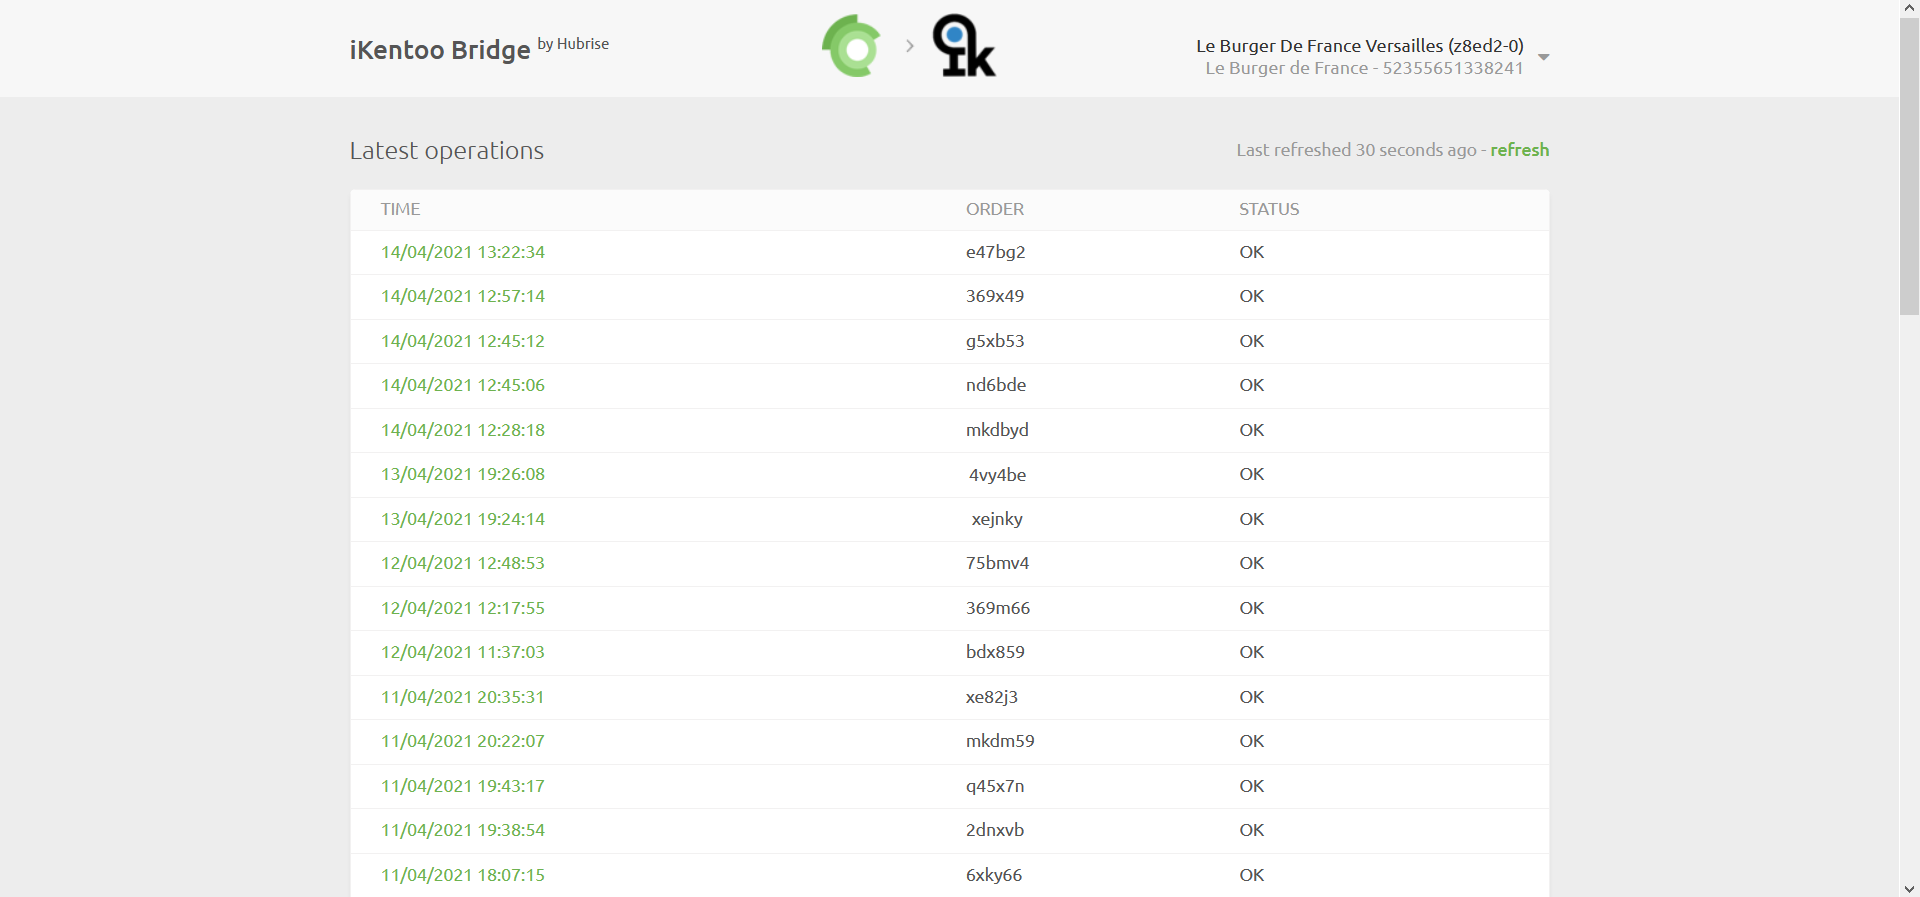 iKentoo Bridge by Hubrise
Ik
Le Burger De France Versailles (z8ed2-0)
Le Burger de France - 52355651338241
Latest operations
Last refreshed 30 seconds ago - refresh
TIME ORDER STATUS
14/04/2021 13:22:34 e47bg2 OK
14/04/2021 12:57:14 369x49 OK
14/04/2021 12:45:12 g5xb53 OK
14/04/2021 12:45:06 nd6bde OK
14/04/2021 12:28:18 mkdbyd OK
13/04/2021 19:26:08 4vy4be OK
13/04/2021 19:24:14 xejnky OK
12/04/2021 12:48:53 75bmv4 OK
12/04/2021 12:17:55 369m66 OK
12/04/2021 11:37:03 bdx859 OK
11/04/2021 20:35:31 xe82j3 OK
11/04/2021 20:22:07 mkdm59 OK
11/04/2021 19:43:17 q45x7n OK
11/04/2021 19:38:54 2dnxvb OK
11/04/2021 18:07:15 6xky66 OK